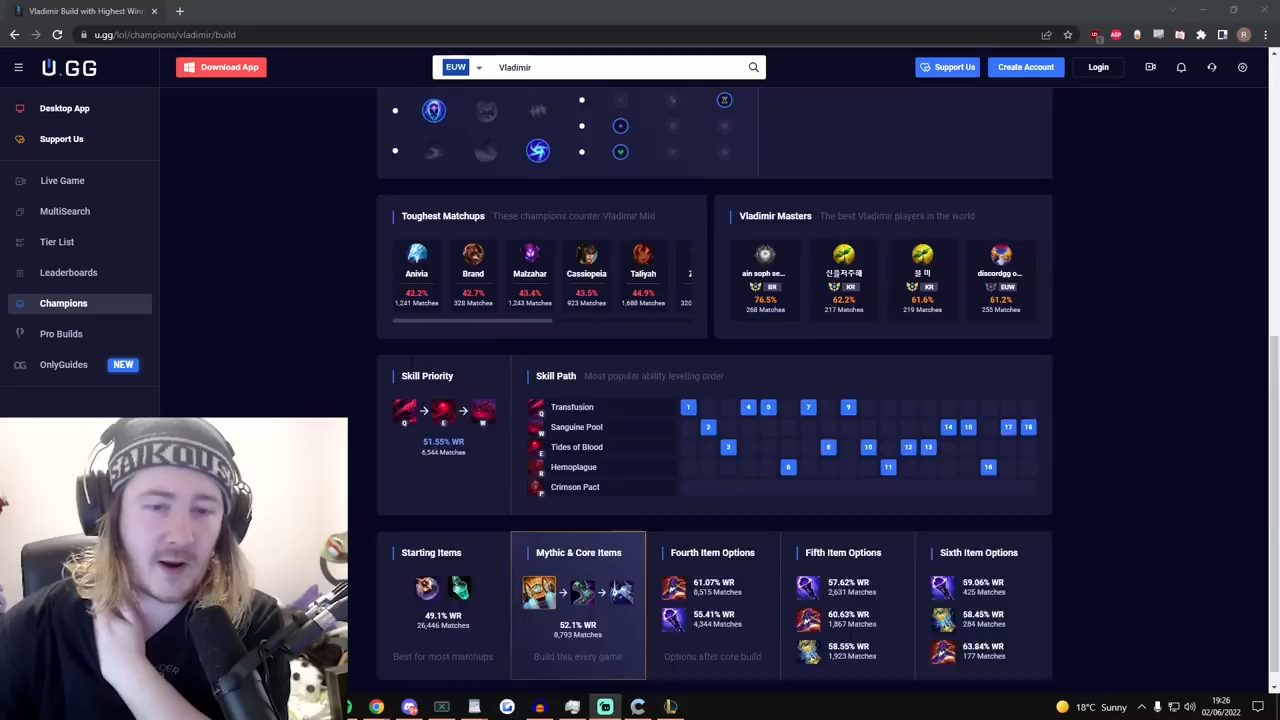 Vladimir Build with Highest Win
u.gg/lol/champions/vladimir/build
U.GG
Download App
EUW
Vladimir
Support Us
Create Account
Login
Desktop App
Support Us
Live Game
MultiSearch
Tier List
Leaderboards
Champions
Pro Builds
OnlyGuides
NEW
Toughest Matchups
These champions counter Vladimir Mid
Anivia
Brand
Malzahar
Cassiopeia
Taliyah
42.2%
42.7%
43.4%
43.5%
44.9%
1,241 Matches
328 Matches
1,243 Matches
923 Matches
1,688 Matches
320
Vladimir Masters
The best Vladimir players in the world
ain soph se...
신을저주해
discordgg o...
BR
KR
KR
EUW
76.5%
62.2%
61.6%
61.2%
268 Matches
217 Matches
219 Matches
255 Matches
Skill Priority
Q
E
W
51.55% WR
6,544 Matches
Skill Path
Most popular ability leveling order
Q Transfusion 1 4 5 7 9
W Sanguine Pool 2 14 15 17 18
E Tides of Blood 3 8 10 12 13
R Hemoplague 6 11 16
P Crimson Pact
Starting Items
49.1% WR
26,446 Matches
Best for most matchups
Mythic & Core Items
52.1% WR
8,793 Matches
Build this every game
Fourth Item Options
61.07% WR
8,515 Matches
55.41% WR
4,344 Matches
Options after core build
Fifth Item Options
57.62% WR
2,631 Matches
60.63% WR
1,867 Matches
58.55% WR
1,923 Matches
Sixth Item Options
59.06% WR
425 Matches
58.45% WR
284 Matches
63.84% WR
177 Matches
SAIKOUS
18°C Sunny
19:26
02/06/2022